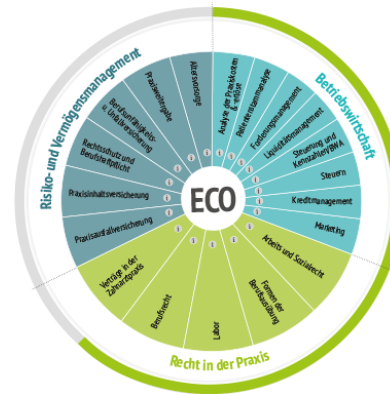 Risiko- und Vermögensmanagement
Altersvorsorge
Praxisweitergabe
Berufsunfähigkeits-
u. Unfallversicherung
Rechtsschutz und
Berufshaftpflicht
Praxisinhaltsversicherung
Praxisausfallversicherung
Betriebswirtschaft
Analyse der Praxiskosten
& -erlöse
Patientenstammanalyse
Forderungsmanagement
Liquiditätsmanagement
Steuerung und
Kennzahlen/BWA
Steuern
Kreditmanagement
Marketing
ECO
Arbeits und Sozialrecht
Formen der
Berufsausübung
Labor
Berufsrecht
Verträge in der
Zahnarztpraxis
Recht in der Praxis